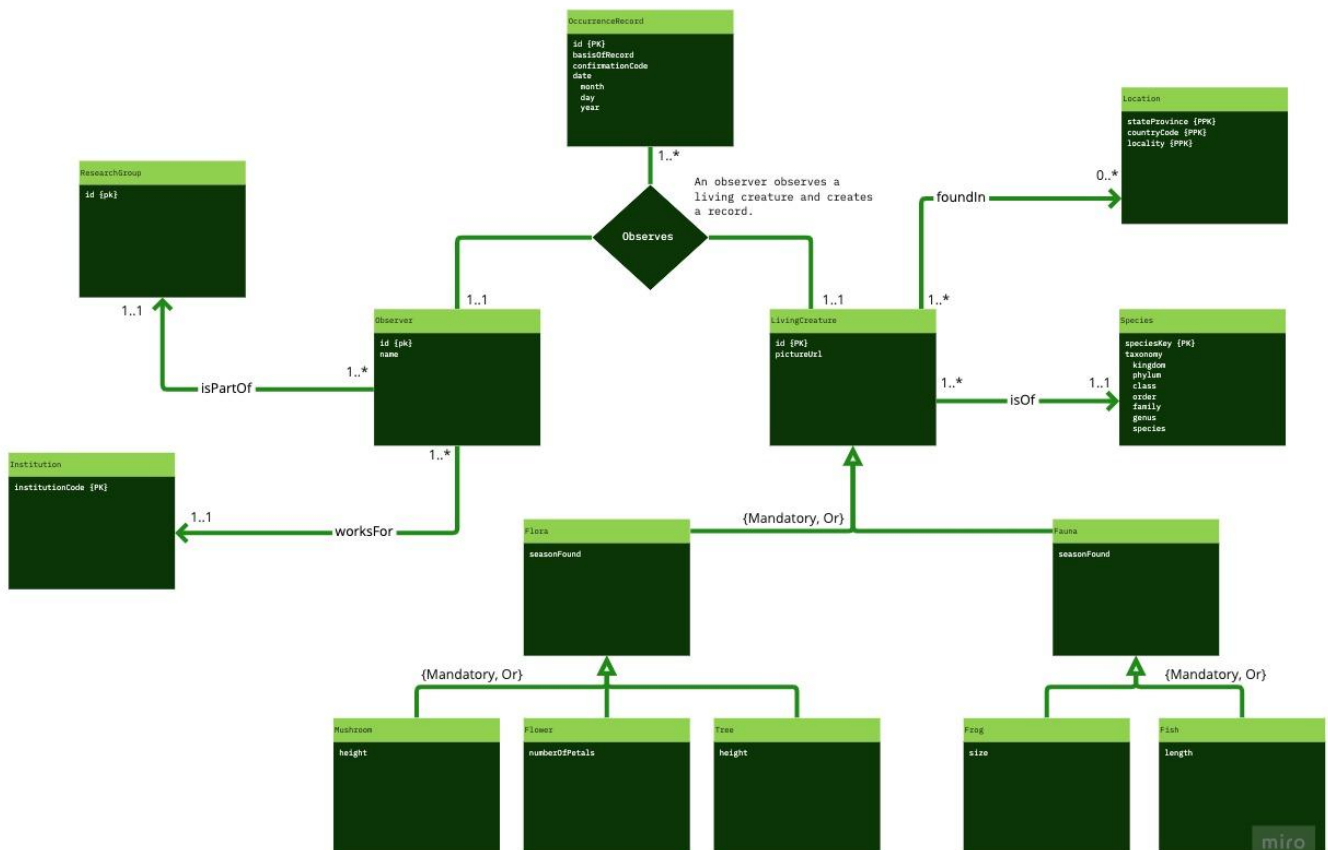 OccurrenceRecord
id {PK}
basisOfRecord
confirmationCode
date
month
day
year
1..*
An observer observes a
living creature and creates
a record.
Observes
Location
stateProvince {PPK}
countryCode {PPK}
locality {PPK}
0..*
foundIn
ResearchGroup
id {pk}
1..1
1..1
1..1
1..*
Observer
id {pk}
name
1..*
isPartOf
1..*
LivingCreature
id {PK}
pictureUrl
1..*
1..1
isOf
Species
speciesKey {PK}
taxonomy
kingdom
phylum
class
order
family
genus
species
Institution
institutionCode {PK}
1..1
worksFor
{Mandatory, Or}
Flora
seasonFound
Fauna
seasonFound
{Mandatory, Or}
{Mandatory, Or}
Mushroom
height
Flower
numberOfPetals
Tree
height
Frog
size
Fish
length
miro